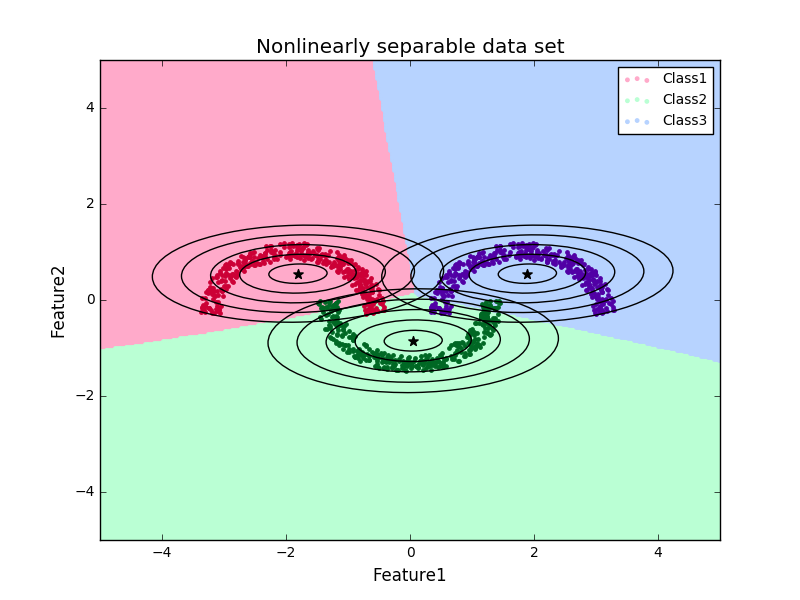 Nonlinearly separable data set
Class1
Class2
Class3
4
2
0
−2
−4
Feature2
−4
−2
0
2
4
Feature1